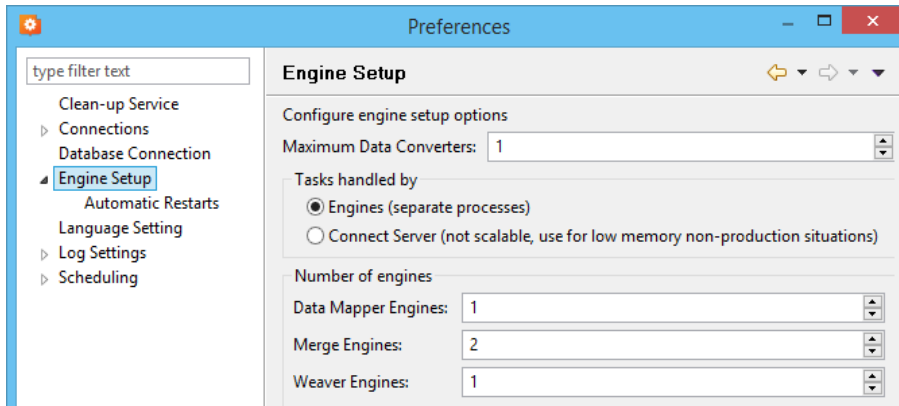 Preferences
type filter text
Clean-up Service
Connections
Database Connection
Engine Setup
Automatic Restarts
Language Setting
Log Settings
Scheduling
Engine Setup
Configure engine setup options
Maximum Data Converters: 1
Tasks handled by
Engines (separate processes)
Connect Server (not scalable, use for low memory non-production situations)
Number of engines
Data Mapper Engines: 1
Merge Engines: 2
Weaver Engines: 1